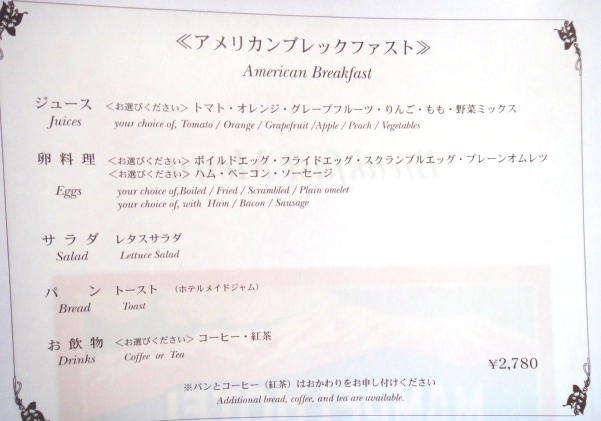 ≪アメリカンブレックファスト≫
American Breakfast
ジュース <お選びください> トマト・オレンジ・グレープフルーツ・りんご・もも・野菜ミックス
Juices your choice of, Tomato / Orange / Grapefruit /Apple / Peach / Vegetables
卵料理 <お選びください> ボイルドエッグ・フライドエッグ・スクランブルエッグ・プレーンオムレツ
<お選びください> ハム・ベーコン・ソーセージ
Eggs your choice of,Boiled / Fried / Scrambled / Plain omelet
your choice of, with Ham / Bacon / Sausage
サラダ レタスサラダ
Salad Lettuce Salad
パン トースト (ホテルメイドジャム)
Bread Toast
お飲物 <お選びください> コーヒー・紅茶
Drinks Coffee or Tea
¥2,780
※パンとコーヒー(紅茶)はおかわりをお申し付けください
Additional bread, coffee, and tea are available.